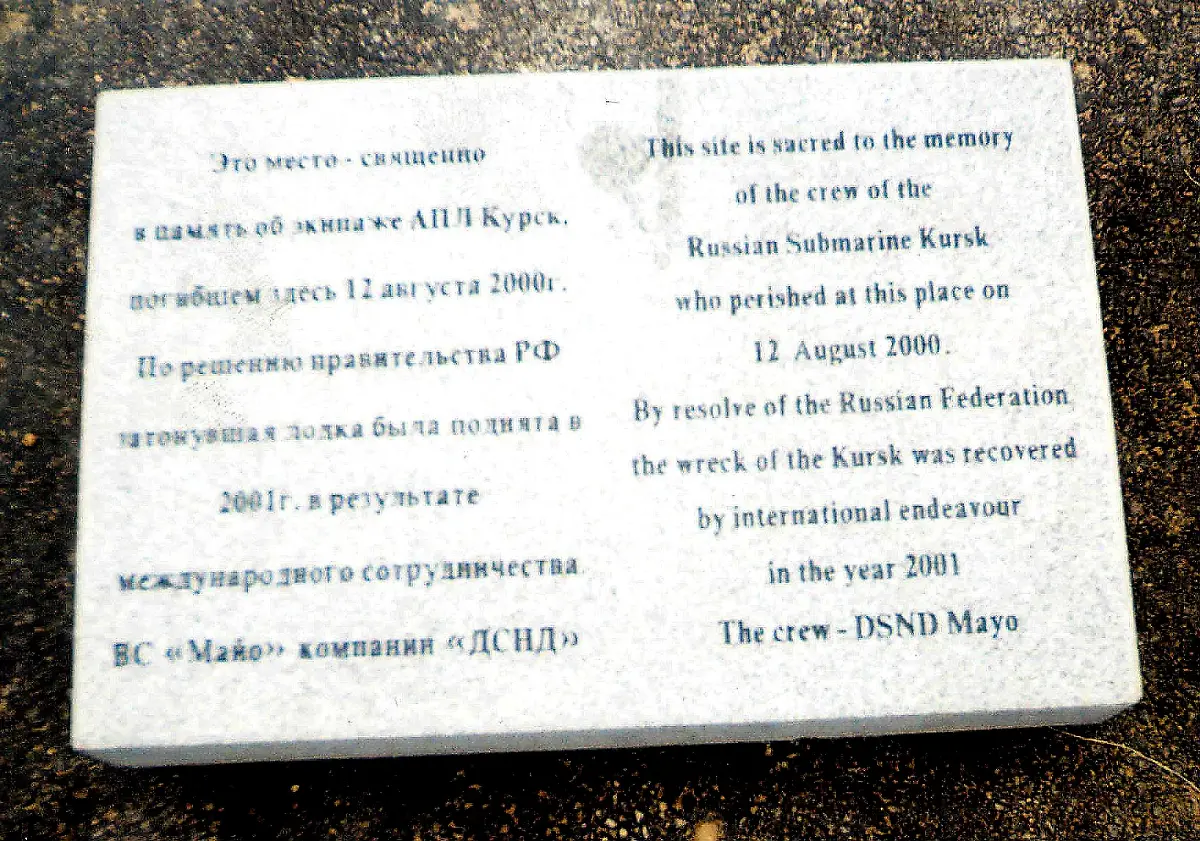 Это место - священно
в память об экипаже АПЛ Курск,
погибшем здесь 12 августа 2000г.
По решению правительства РФ
затонувшая лодка была поднята в
2001г. в результате
международного сотрудничества.
ВС «Майо» компании «ДСНД»
This site is sacred to the memory
of the crew of the
Russian Submarine Kursk
who perished at this place on
12 August 2000.
By resolve of the Russian Federation
the wreck of the Kursk was recovered
by international endeavour
in the year 2001
The crew - DSND Mayo